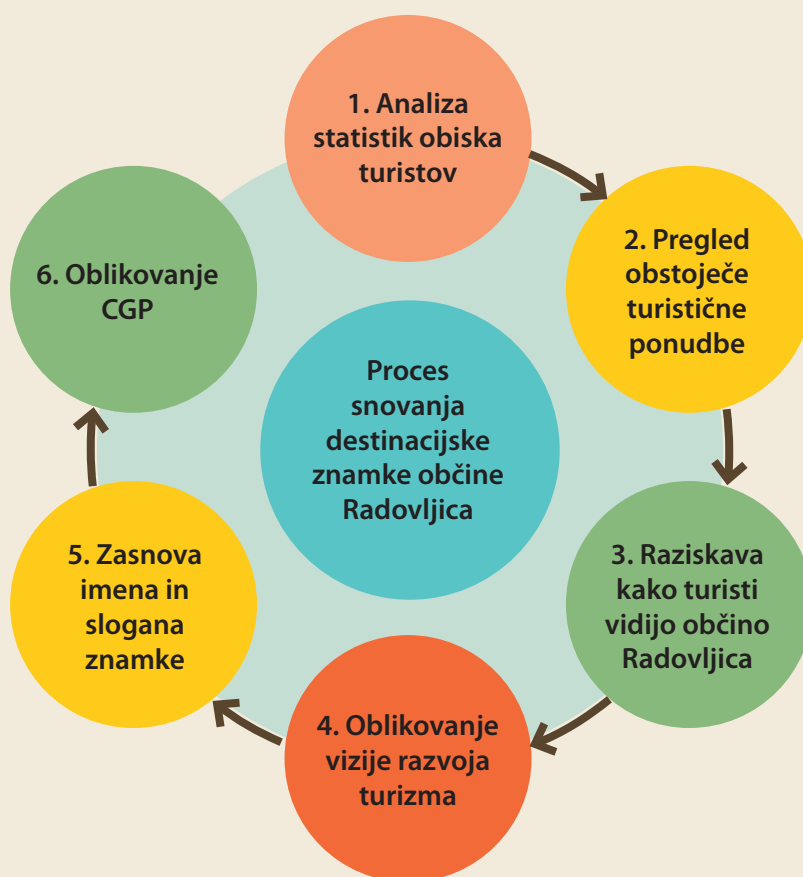 1. Analiza
statistik obiska
turistov
2. Pregled
obstoječe
turistične
ponudbe
3. Raziskava
kako turisti
vidijo občino
Radovljica
4. Oblikovanje
vizije razvoja
turizma
5. Zasnova
imena in
slogana
znamke
6. Oblikovanje
CGP
Proces
snovanja
destinacijske
znamke občine
Radovljica